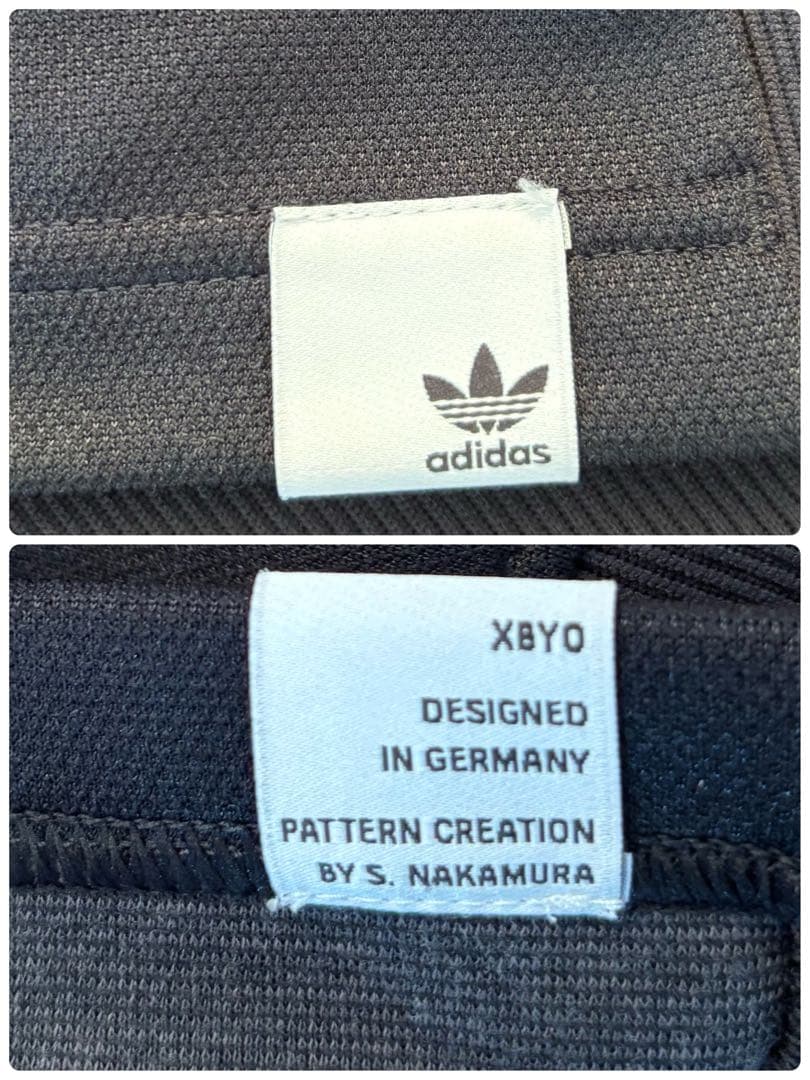 adidas
XBYO
DESIGNED
IN GERMANY
PATTERN CREATION
BY S. NAKAMURA